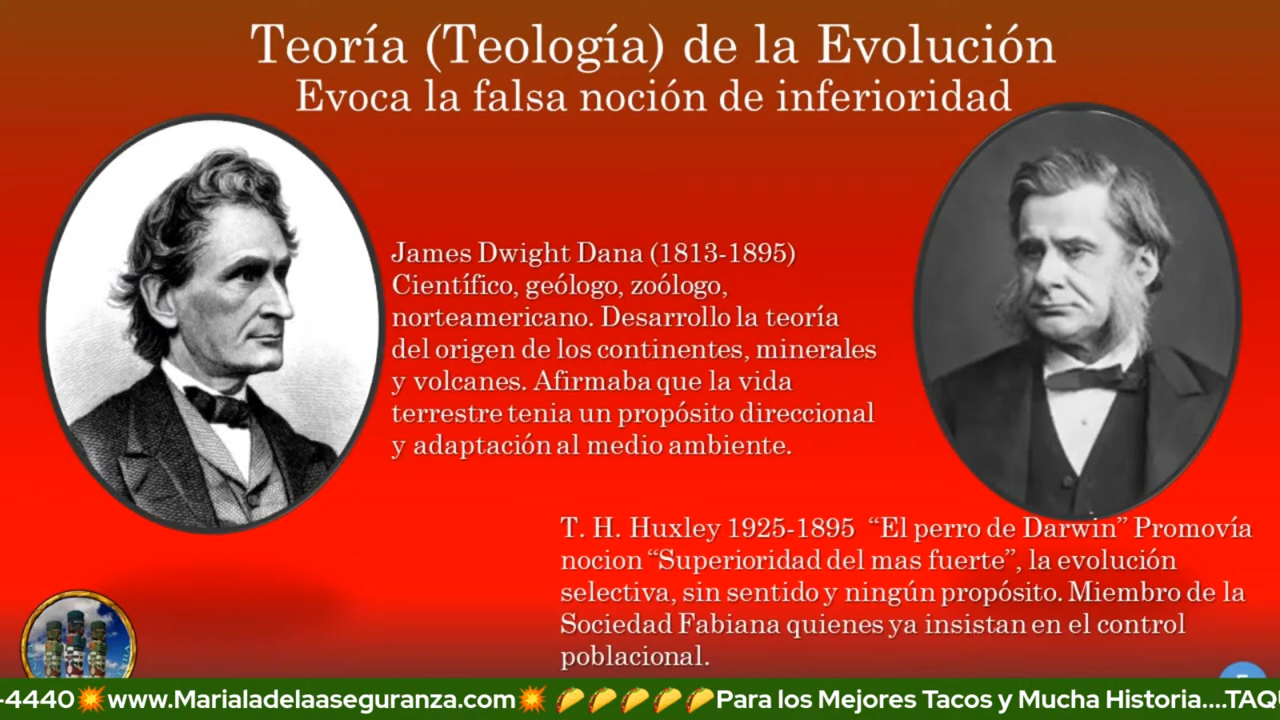 Teoría (Teología) de la Evolución
Evoca la falsa noción de inferioridad
James Dwight Dana (1813-1895)
Científico, geólogo, zoólogo,
norteamericano. Desarrollo la teoría
del origen de los continentes, minerales
y volcanes. Afirmaba que la vida
terrestre tenia un propósito direccional
y adaptación al medio ambiente.
T. H. Huxley 1925-1895 “El perro de Darwin” Promovía
nocion “Superioridad del mas fuerte”, la evolución
selectiva, sin sentido y ningún propósito. Miembro de la
Sociedad Fabiana quienes ya insistan en el control
poblacional.
-4440💥www.Marialadelaaseguranza.com💥 🌮🌮🌮🌮🌮Para los Mejores Tacos y Mucha Historia....TAQ